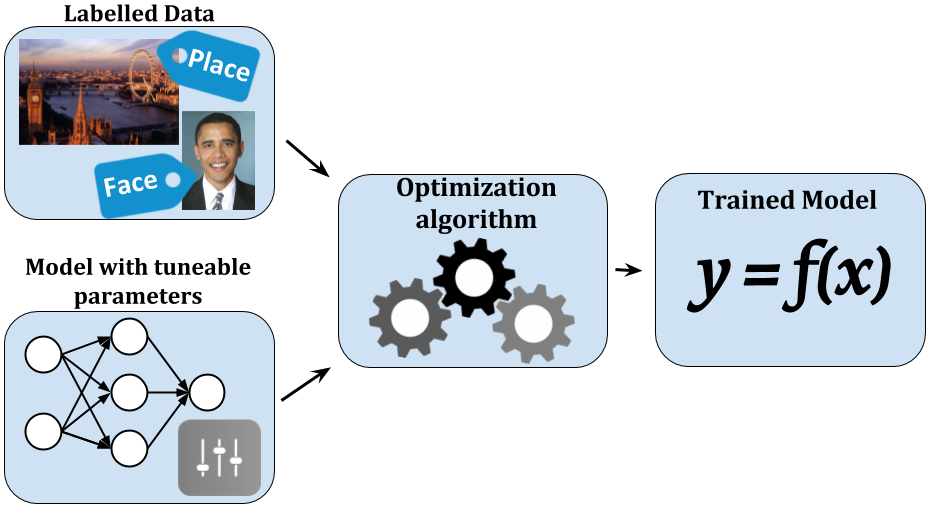 Labelled Data
Place
Face
Model with tuneable
parameters
Optimization
algorithm
Trained Model
y = f(x)